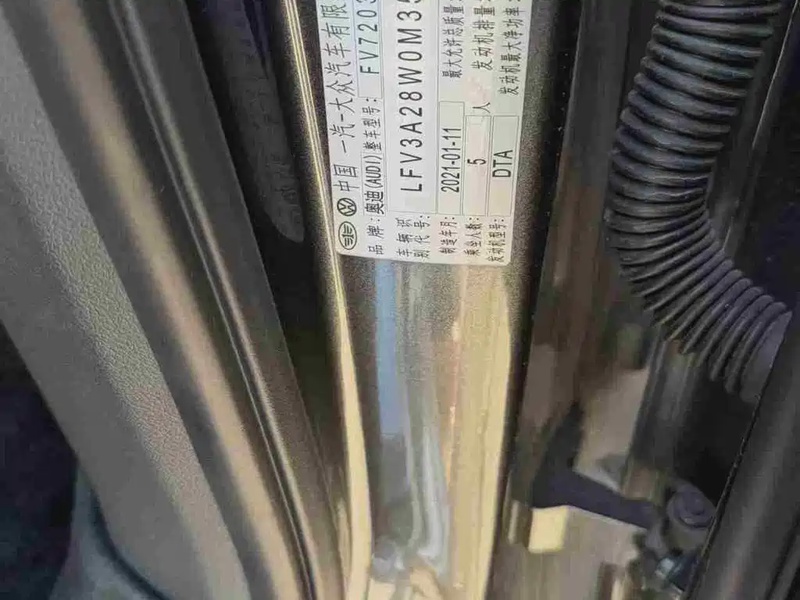 中国 一汽-大众汽车有限
品 牌: 奥迪(AUDI) 整车型号: FV7203
车辆识别代号: LFV3A28W0M35
制造年月: 2021-01-11 最大允许总质量
乘坐人数: 5 人 发动机排量:
发动机型号: DTA 发动机最大净功率: